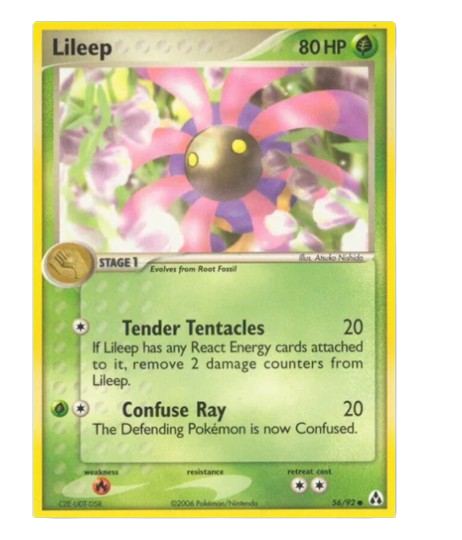 Lileep 80 HP
Illus. Atsuko Nishida
STAGE 1
Evolves from Root Fossil
Tender Tentacles 20
If Lileep has any React Energy cards attached
to it, remove 2 damage counters from
Lileep.
Confuse Ray 20
The Defending Pokémon is now Confused.
weakness resistance retreat cost
©2006 Pokémon/Nintendo 56/92